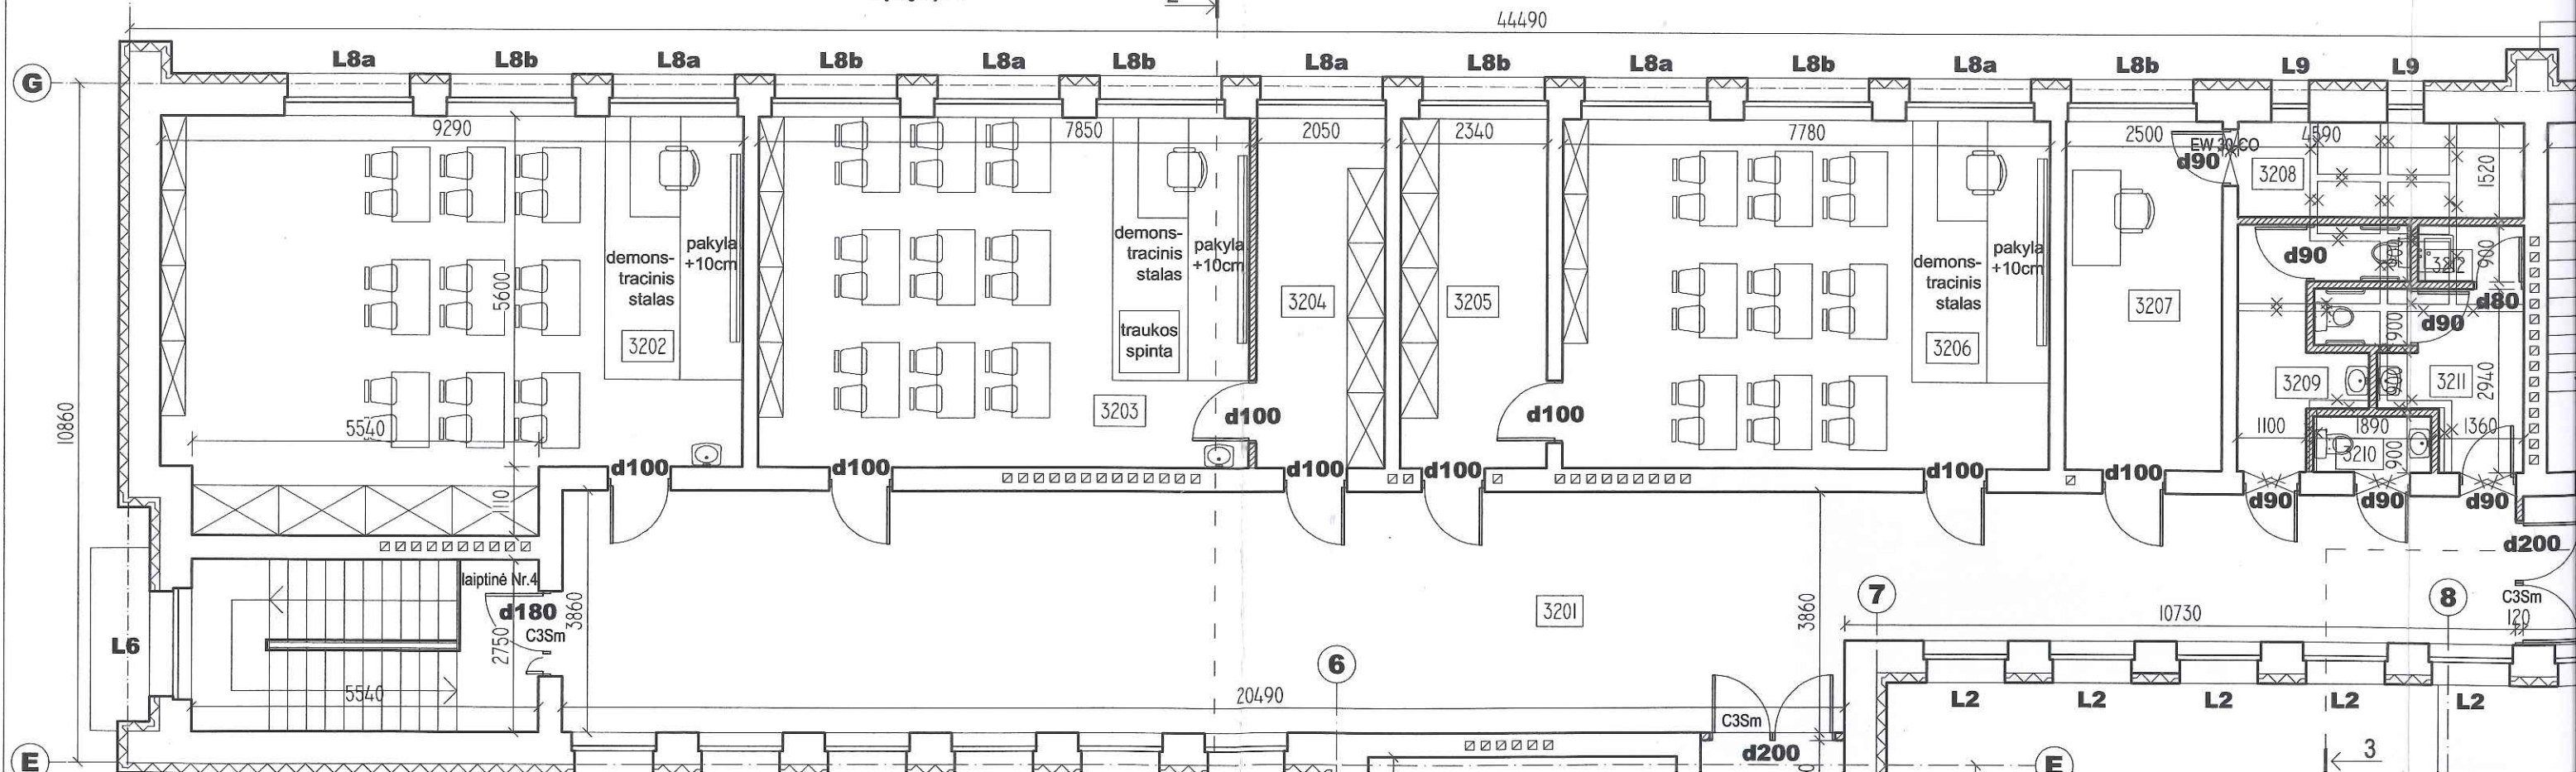 44490
L8a L8b L8a L8b L8a L8b L8a L8b L8a L8b L8a L8b L9 L9
G
9290 7850 2050 2340 7780 2500 4590
EW 30-CO
d90
3208
1520
demons-
tracinis
stalas
pakyla
+10cm
demons-
tracinis
stalas
pakyla
+10cm
demons-
tracinis
stalas
pakyla
+10cm
d90
900
3212
900
d80
5600
3202
traukos
spinta
3203
3204
3205
3206
3207
900
d90
3209
900
3211
2940
10860
5540
d100
d100
1100
1890
1360
3210
900
d100 d100 d100 d100 d100 d100
d90 d90 d90
1110
laiptinė Nr.4
d180
C3Sm
2750
3860
L6
5540
3201
3860
7
8
d200
C3Sm
120
10730
6
20490
C3Sm
d200
L2 L2 L2 L2 L2
3
E
E